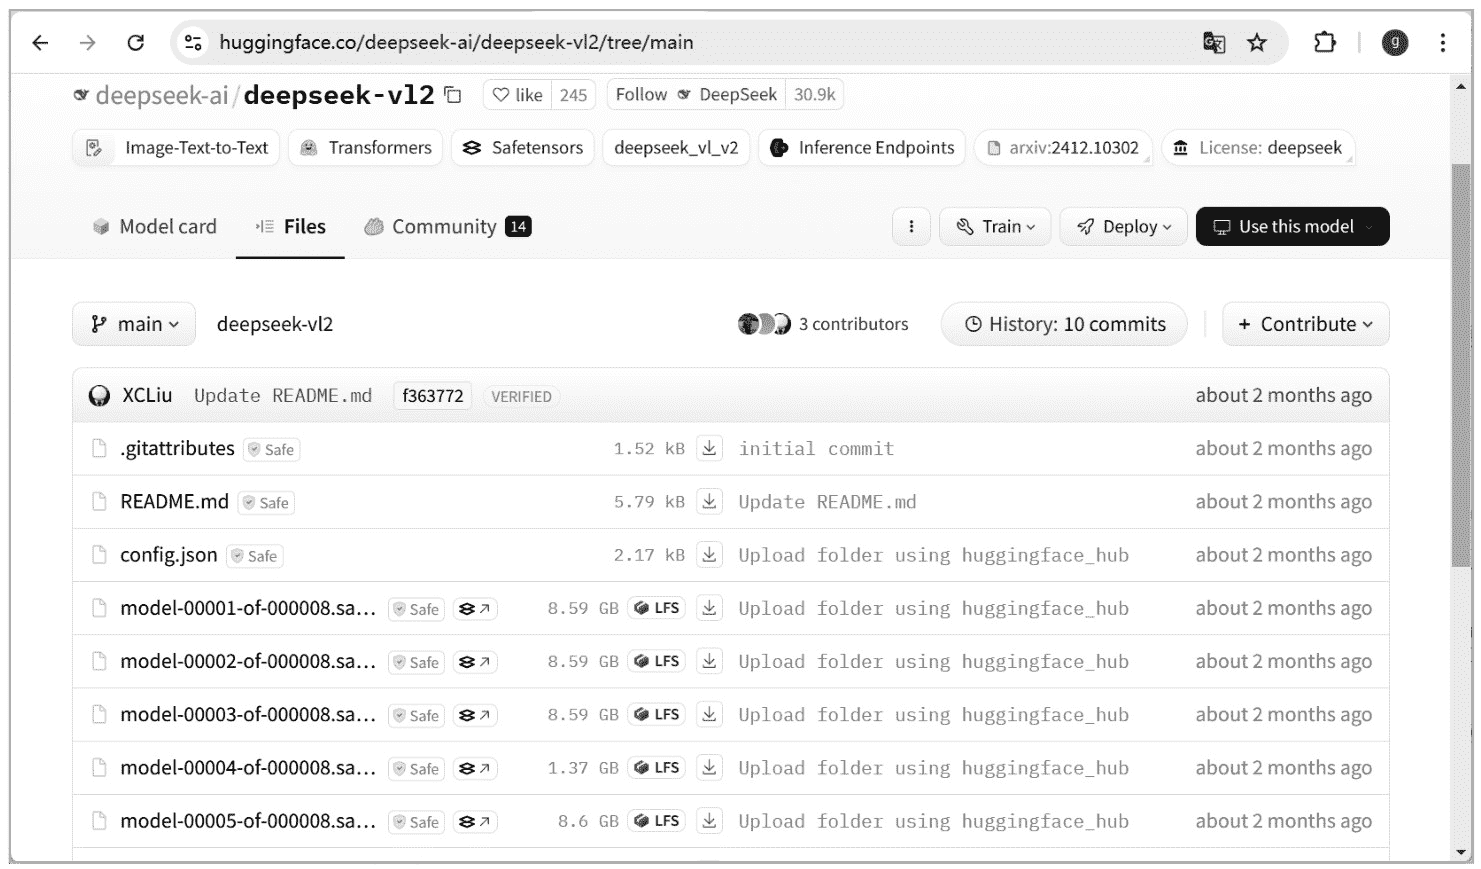 huggingface.co/deepseek-ai/deepseek-vl2/tree/main g
deepseek-ai/deepseek-vl2 like 245 Follow DeepSeek 30.9k
Image-Text-to-Text Transformers Safetensors deepseek_vl_v2 Inference Endpoints arxiv:2412.10302 License: deepseek
Model card Files Community 14 Train Deploy Use this model
main deepseek-vl2 3 contributors History: 10 commits + Contribute
XCLiu Update README.md f363772 VERIFIED about 2 months ago
.gitattributes Safe 1.52 kB initial commit about 2 months ago
README.md Safe 5.79 kB Update README.md about 2 months ago
config.json Safe 2.17 kB Upload folder using huggingface_hub about 2 months ago
model-00001-of-000008.sa... Safe 8.59 GB LFS Upload folder using huggingface_hub about 2 months ago
model-00002-of-000008.sa... Safe 8.59 GB LFS Upload folder using huggingface_hub about 2 months ago
model-00003-of-000008.sa... Safe 8.59 GB LFS Upload folder using huggingface_hub about 2 months ago
model-00004-of-000008.sa... Safe 1.37 GB LFS Upload folder using huggingface_hub about 2 months ago
model-00005-of-000008.sa... Safe 8.6 GB LFS Upload folder using huggingface_hub about 2 months ago